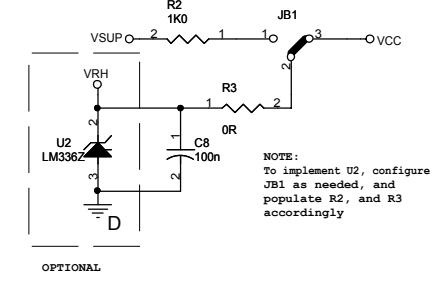 R2
1K0
JB1
VSUP 2 1 1 3 VCC
2
VRH
R3
1 2
0R
2
1
U2
LM336Z
C8
100n
3
2
D
NOTE:
To implement U2, configure
JB1 as needed, and
populate R2, and R3
accordingly
OPTIONAL